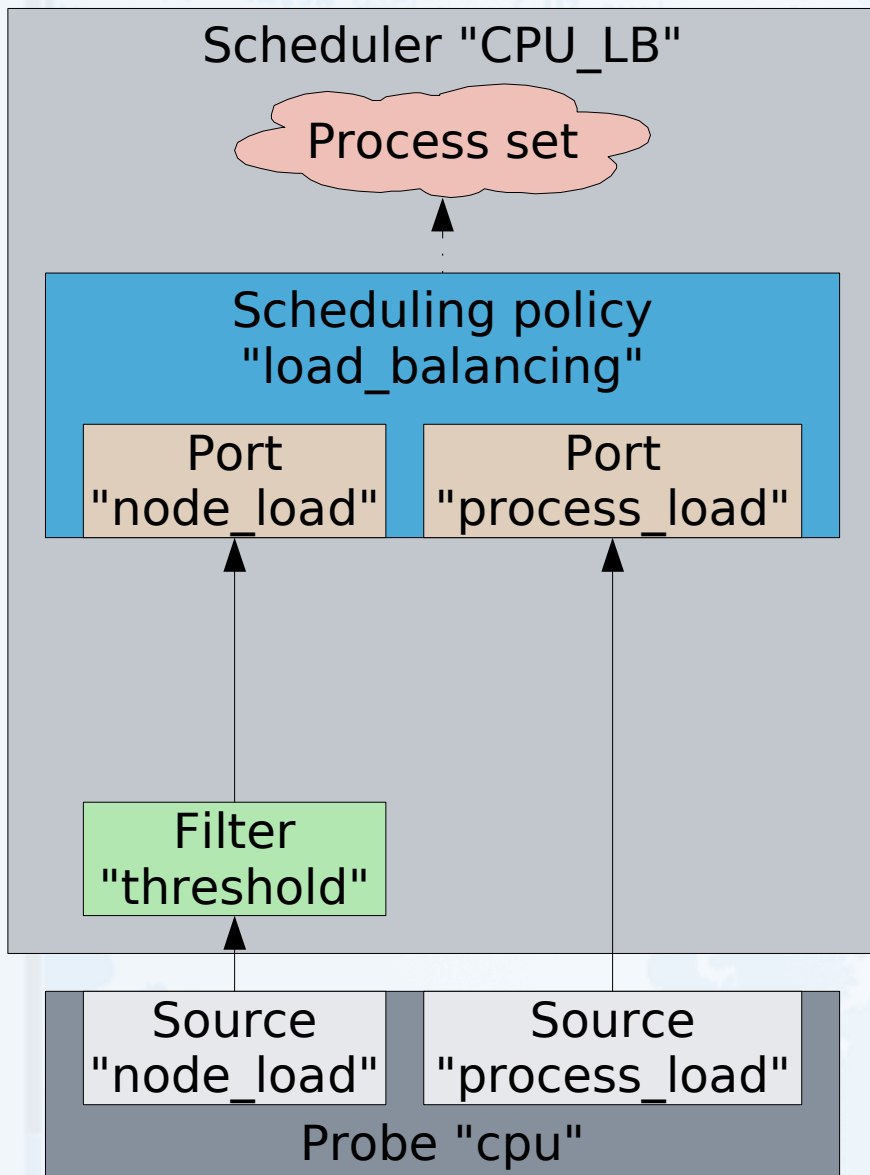 Scheduler "CPU_LB"
Process set
Scheduling policy
"load_balancing"
Port
"node_load"
Port
"process_load"
Filter
"threshold"
Source
"node_load"
Source
"process_load"
Probe "cpu"